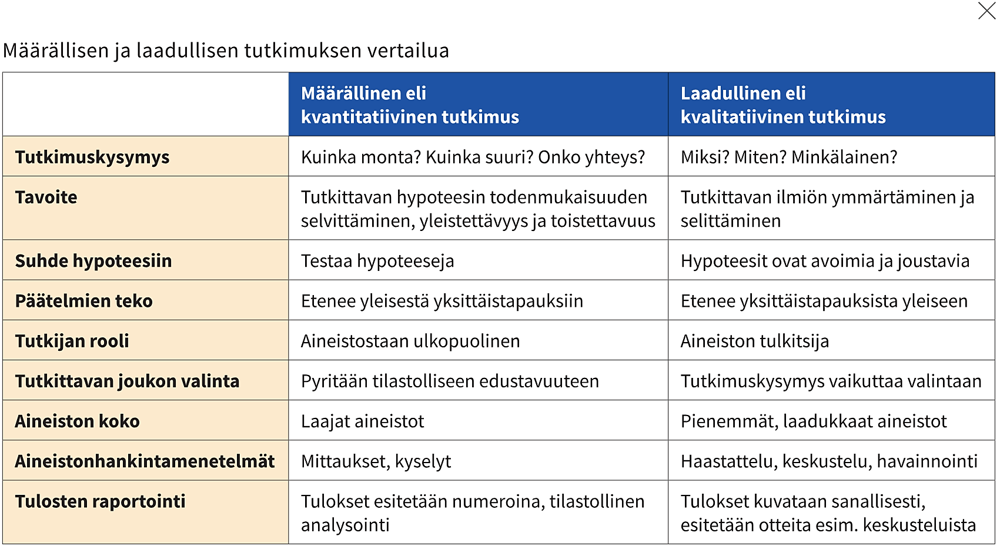 Määrällisen ja laadullisen tutkimuksen vertailua
Määrällinen eli
kvantitatiivinen tutkimus
Laadullinen eli
kvalitatiivinen tutkimus
Tutkimuskysymys
Kuinka monta? Kuinka suuri? Onko yhteys?
Miksi? Miten? Minkälainen?
Tavoite
Tutkittavan hypoteesin todenmukaisuuden
selvittäminen, yleistettävyys ja toistettavuus
Tutkittavan ilmiön ymmärtäminen ja
selittäminen
Suhde hypoteesiin
Testaa hypoteeseja
Hypoteesit ovat avoimia ja joustavia
Päätelmien teko
Etenee yleisestä yksittäistapauksiin
Etenee yksittäistapauksista yleiseen
Tutkijan rooli
Aineistostaan ulkopuolinen
Aineiston tulkitsija
Tutkittavan joukon valinta
Pyritään tilastolliseen edustavuuteen
Tutkimuskysymys vaikuttaa valintaan
Aineiston koko
Laajat aineistot
Pienemmät, laadukkaat aineistot
Aineistonhankintamenetelmät
Mittaukset, kyselyt
Haastattelu, keskustelu, havainnointi
Tulosten raportointi
Tulokset esitetään numeroina, tilastollinen
analysointi
Tulokset kuvataan sanallisesti,
esitetään otteita esim. keskusteluista